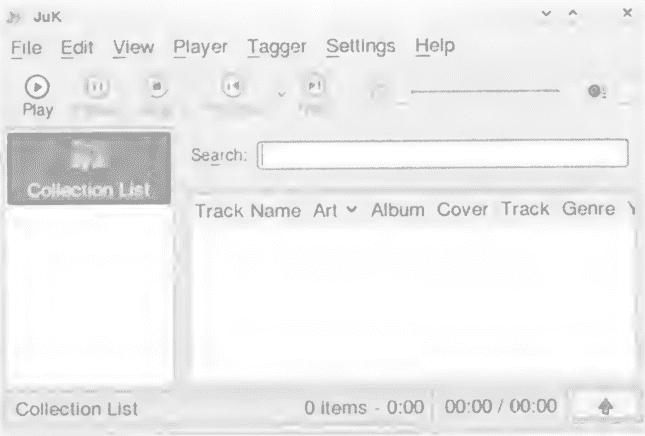 JuK
File Edit View Player Tagger Settings Help
Play
Collection List
Search:
Track Name Art Album Cover Track Genre Y
Collection List 0 items - 0:00 00:00 / 00:00